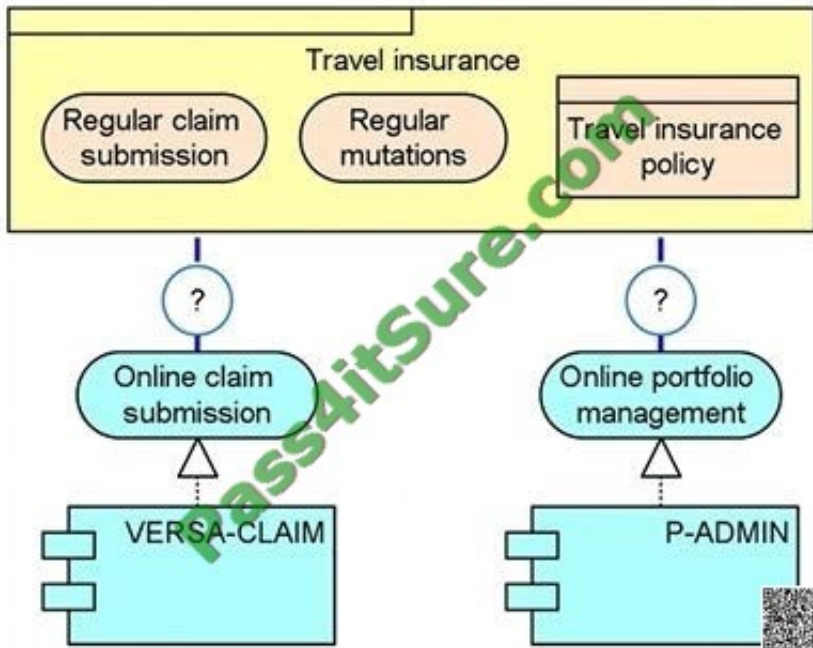 Travel insurance
Regular claim
submission
Regular
mutations
Travel insurance
policy
?
?
Online claim
submission
Online portfolio
management
VERSA-CLAIM
P-ADMIN
Pass4itSure.com